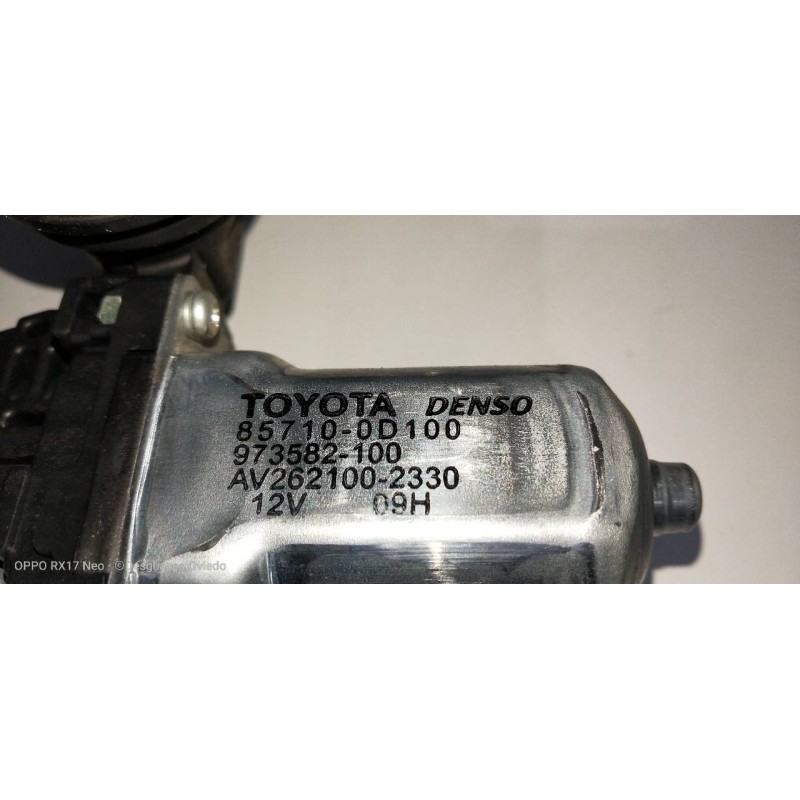 TOYOTA DENSO
85710-0D100
973582-100
AV262100-2330
12V 09H
OPPO RX17 Neo · ©